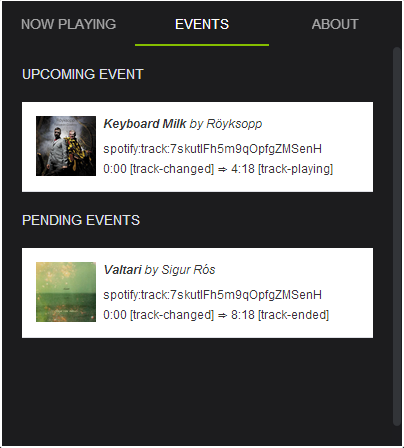 NOW PLAYING EVENTS ABOUT
UPCOMING EVENT
Keyboard Milk by Röyksopp
spotify:track:7skutlFh5m9qOpfgZMSenH
0:00 [track-changed] ⇒ 4:18 [track-playing]
PENDING EVENTS
Valtari by Sigur Rós
spotify:track:7skutlFh5m9qOpfgZMSenH
0:00 [track-changed] ⇒ 8:18 [track-ended]